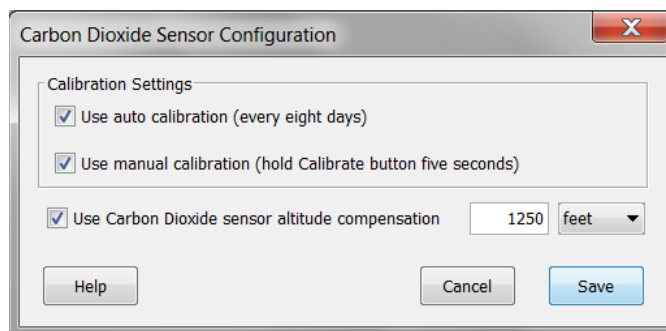 Carbon Dioxide Sensor Configuration
Calibration Settings
Use auto calibration (every eight days)
Use manual calibration (hold Calibrate button five seconds)
Use Carbon Dioxide sensor altitude compensation 1250 feet
Help Cancel Save